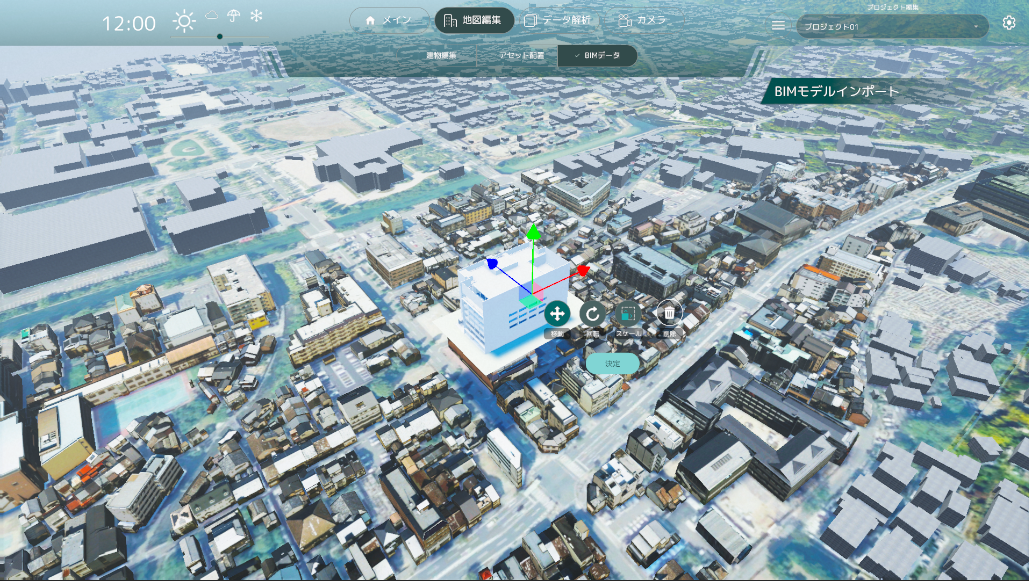 12:00
メイン
地図編集
データ解析
カメラ
プロジェクト編集
プロジェクト01
建物編集
アセット配置
✓ BIMデータ
BIMモデルインポート
移動
回転
スケール
削除
決定